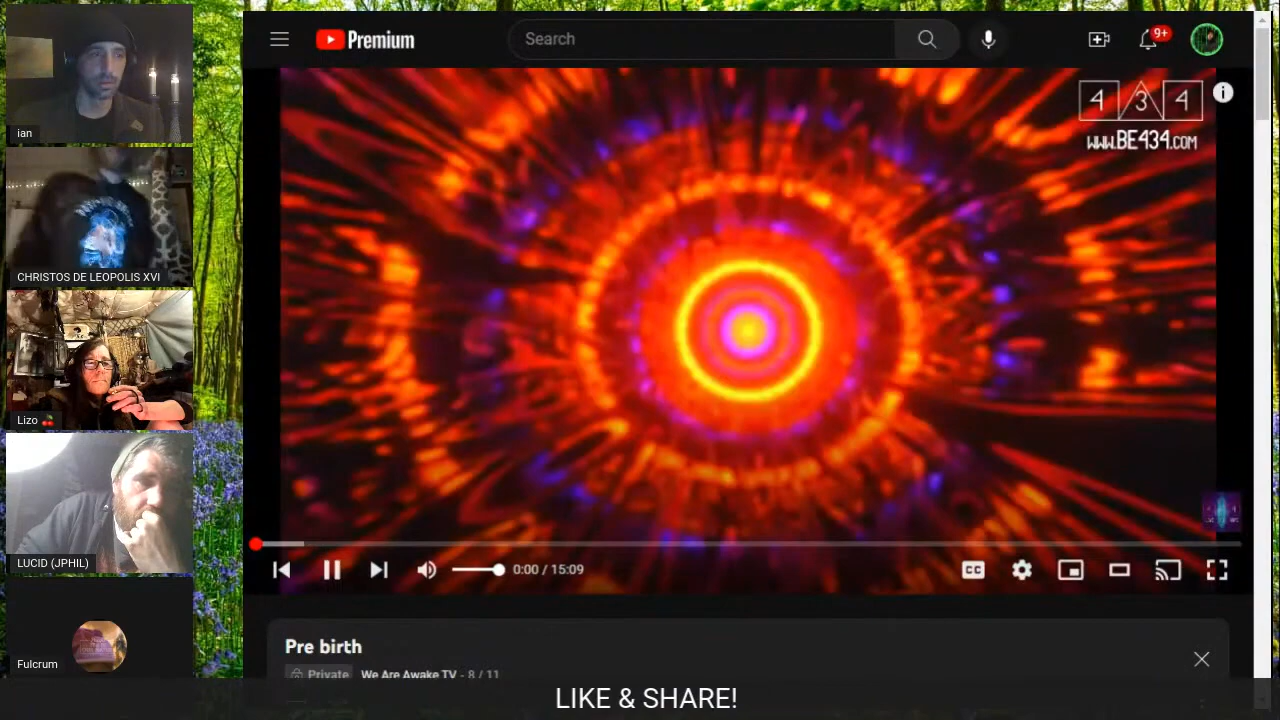 ian
CHRISTOS DE LEOPOLIS XVI
Lizo
LUCID (JPHIL)
Fulcrum
Premium
Search
9+
4 3 4
www.BE434.com
0:00 / 15:09
CC
Pre birth
Private We Are Awake TV - 8 / 11
LIKE & SHARE!